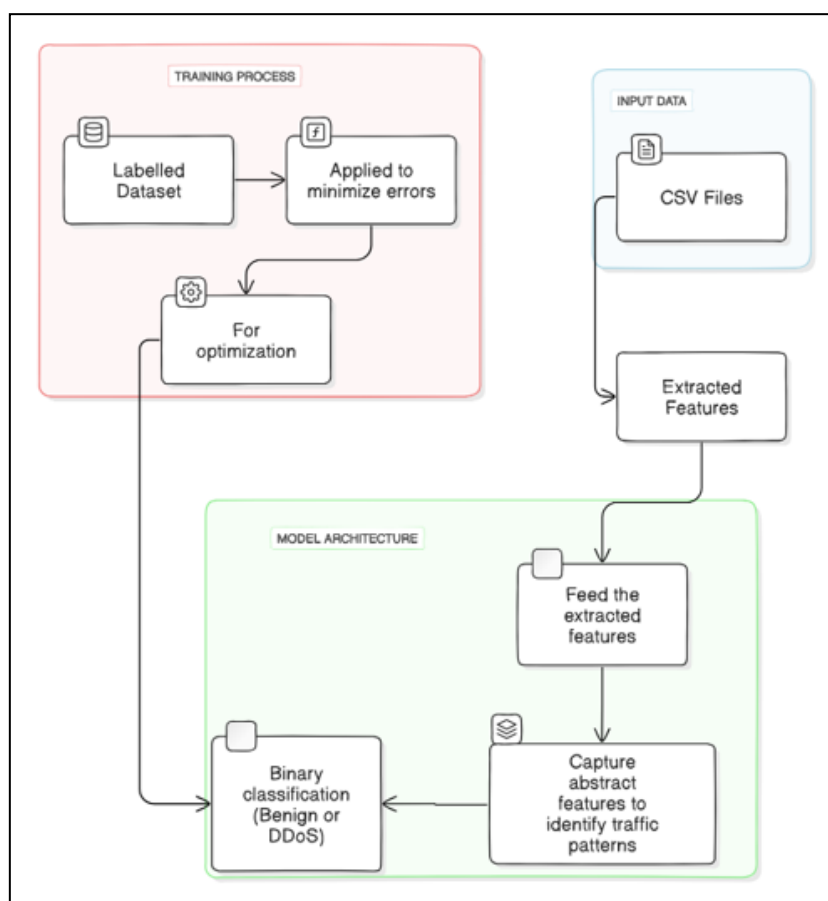 TRAINING PROCESS
Labelled
Dataset
Applied to
minimize errors
For
optimization
INPUT DATA
CSV Files
Extracted
Features
MODEL ARCHITECTURE
Feed the
extracted
features
Capture
abstract
features to
identify traffic
patterns
Binary
classification
(Benign or
DDoS)